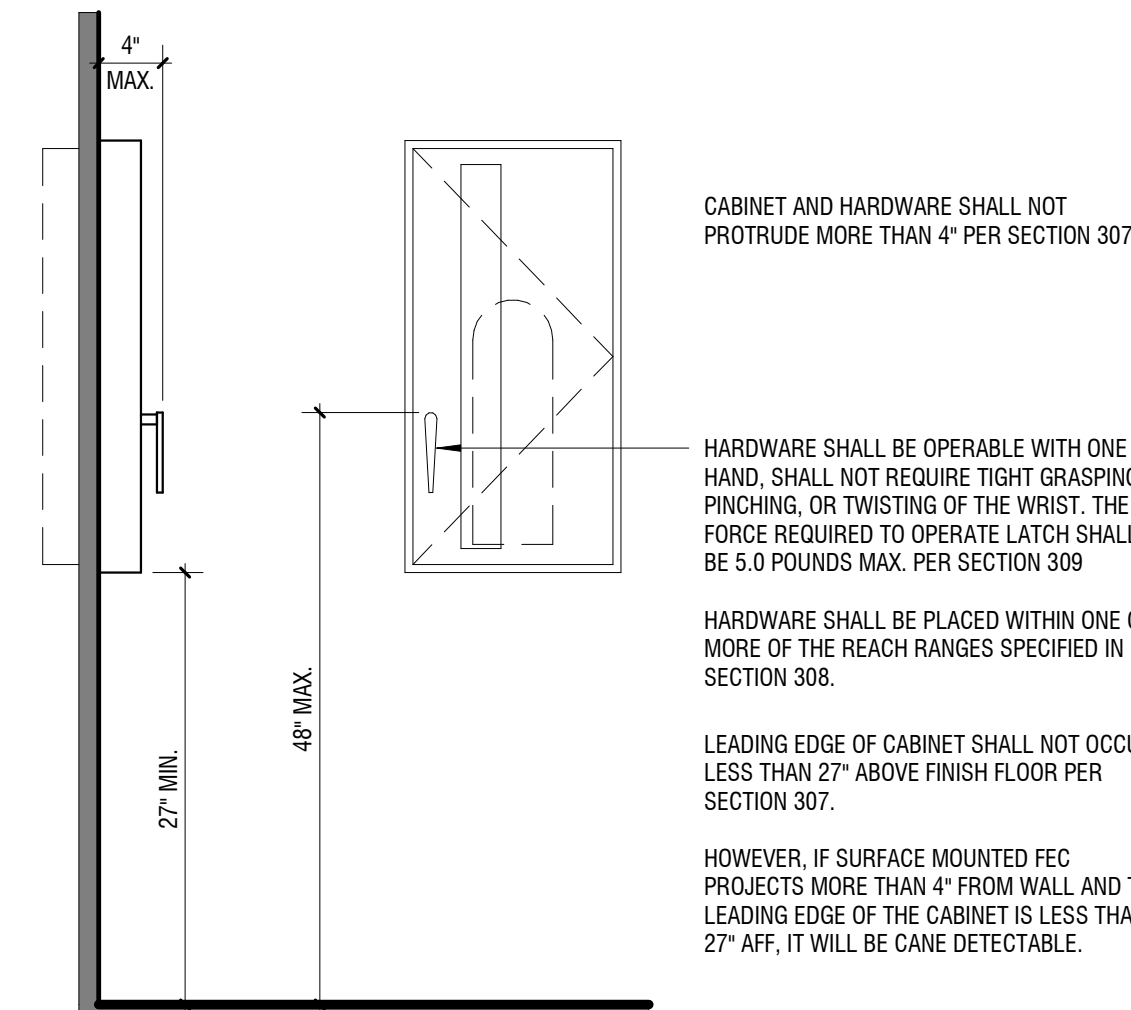 4"
MAX.
CABINET AND HARDWARE SHALL NOT
PROTRUDE MORE THAN 4" PER SECTION 307
HARDWARE SHALL BE OPERABLE WITH ONE
HAND, SHALL NOT REQUIRE TIGHT GRASPING
PINCHING, OR TWISTING OF THE WRIST. THE
FORCE REQUIRED TO OPERATE LATCH SHALL
BE 5.0 POUNDS MAX. PER SECTION 309
HARDWARE SHALL BE PLACED WITHIN ONE
MORE OF THE REACH RANGES SPECIFIED IN
SECTION 308.
48" MAX.
27" MIN.
LEADING EDGE OF CABINET SHALL NOT
LESS THAN 27" ABOVE FINISH FLOOR PER
SECTION 307.
HOWEVER, IF SURFACE MOUNTED FEC
PROJECTS MORE THAN 4" FROM WALL AND
LEADING EDGE OF THE CABINET IS LESS
27" AFF, IT WILL BE CANE DETECTABLE.